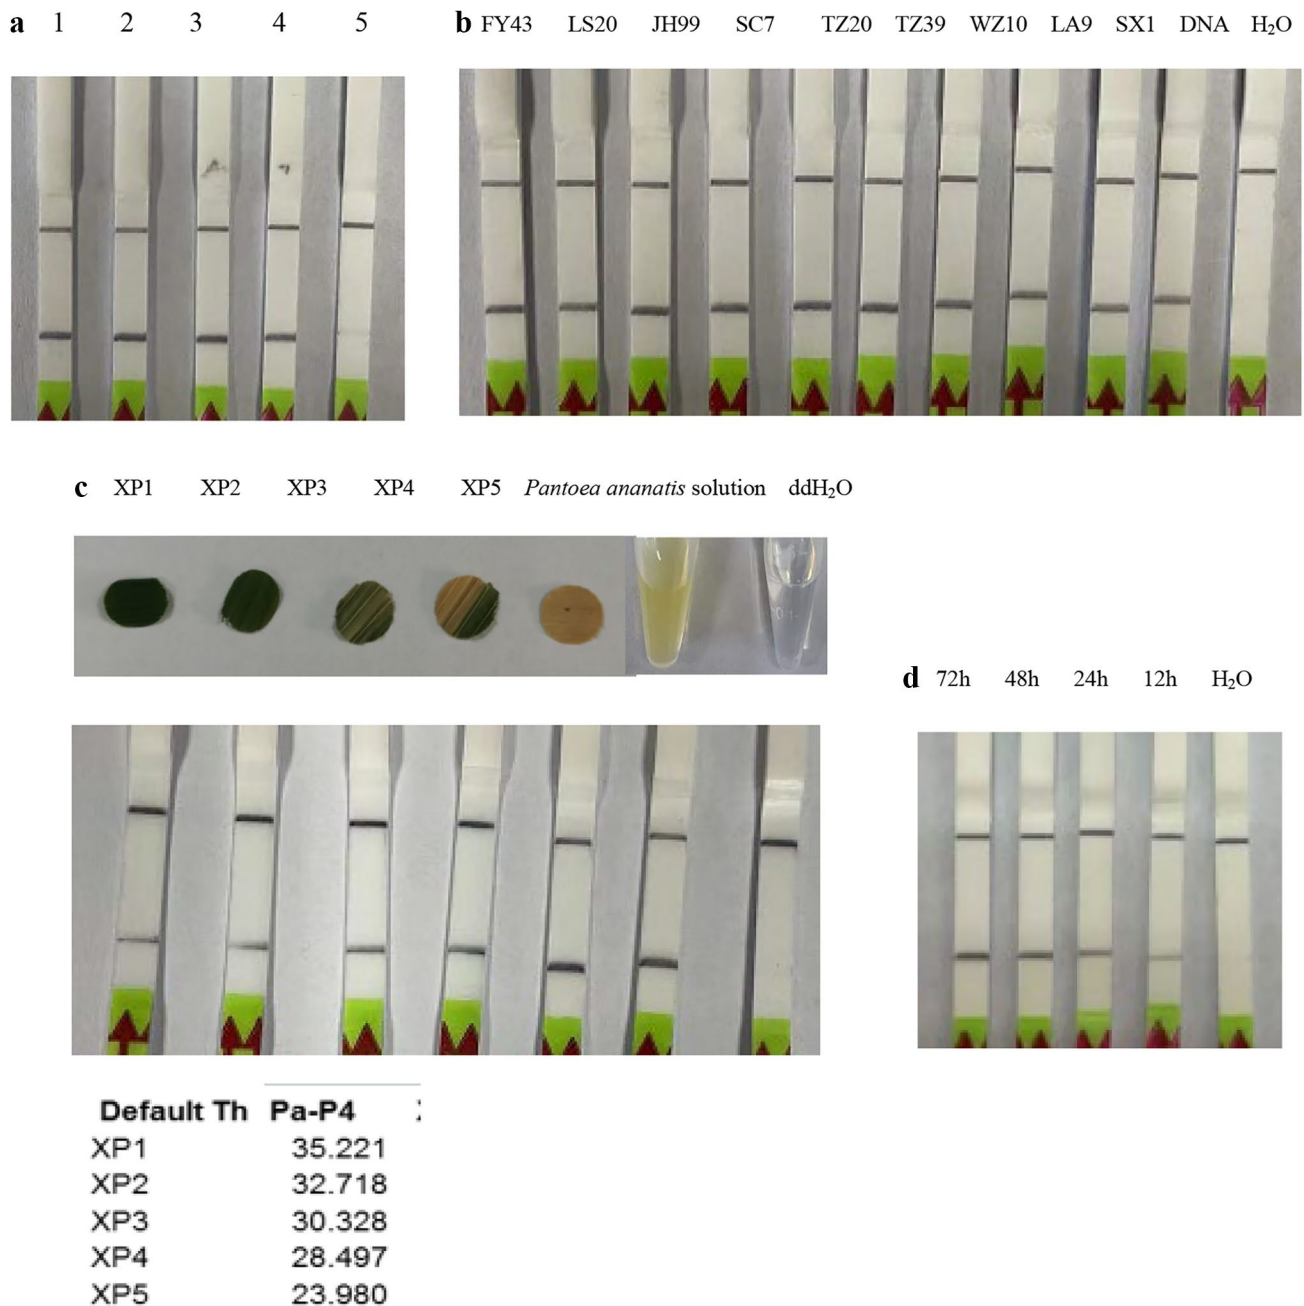 a 1 2 3 4 5
b FY43 LS20 JH99 SC7 TZ20 TZ39 WZ10 LA9 SX1 DNA H₂O
c XP1 XP2 XP3 XP4 XP5 Pantoea ananatis solution ddH₂O
d 72h 48h 24h 12h H₂O
Default Th Pa-P4
XP1 35.221
XP2 32.718
XP3 30.328
XP4 28.497
XP5 23.980